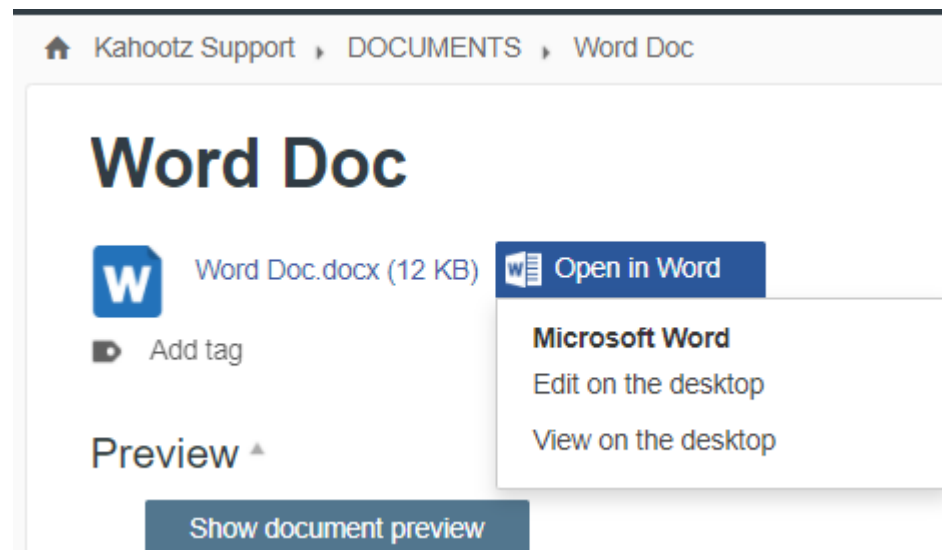 Kahootz Support DOCUMENTS Word Doc
Word Doc
W Word Doc.docx (12 KB) W Open in Word
Add tag
Microsoft Word
Edit on the desktop
View on the desktop
Preview
Show document preview